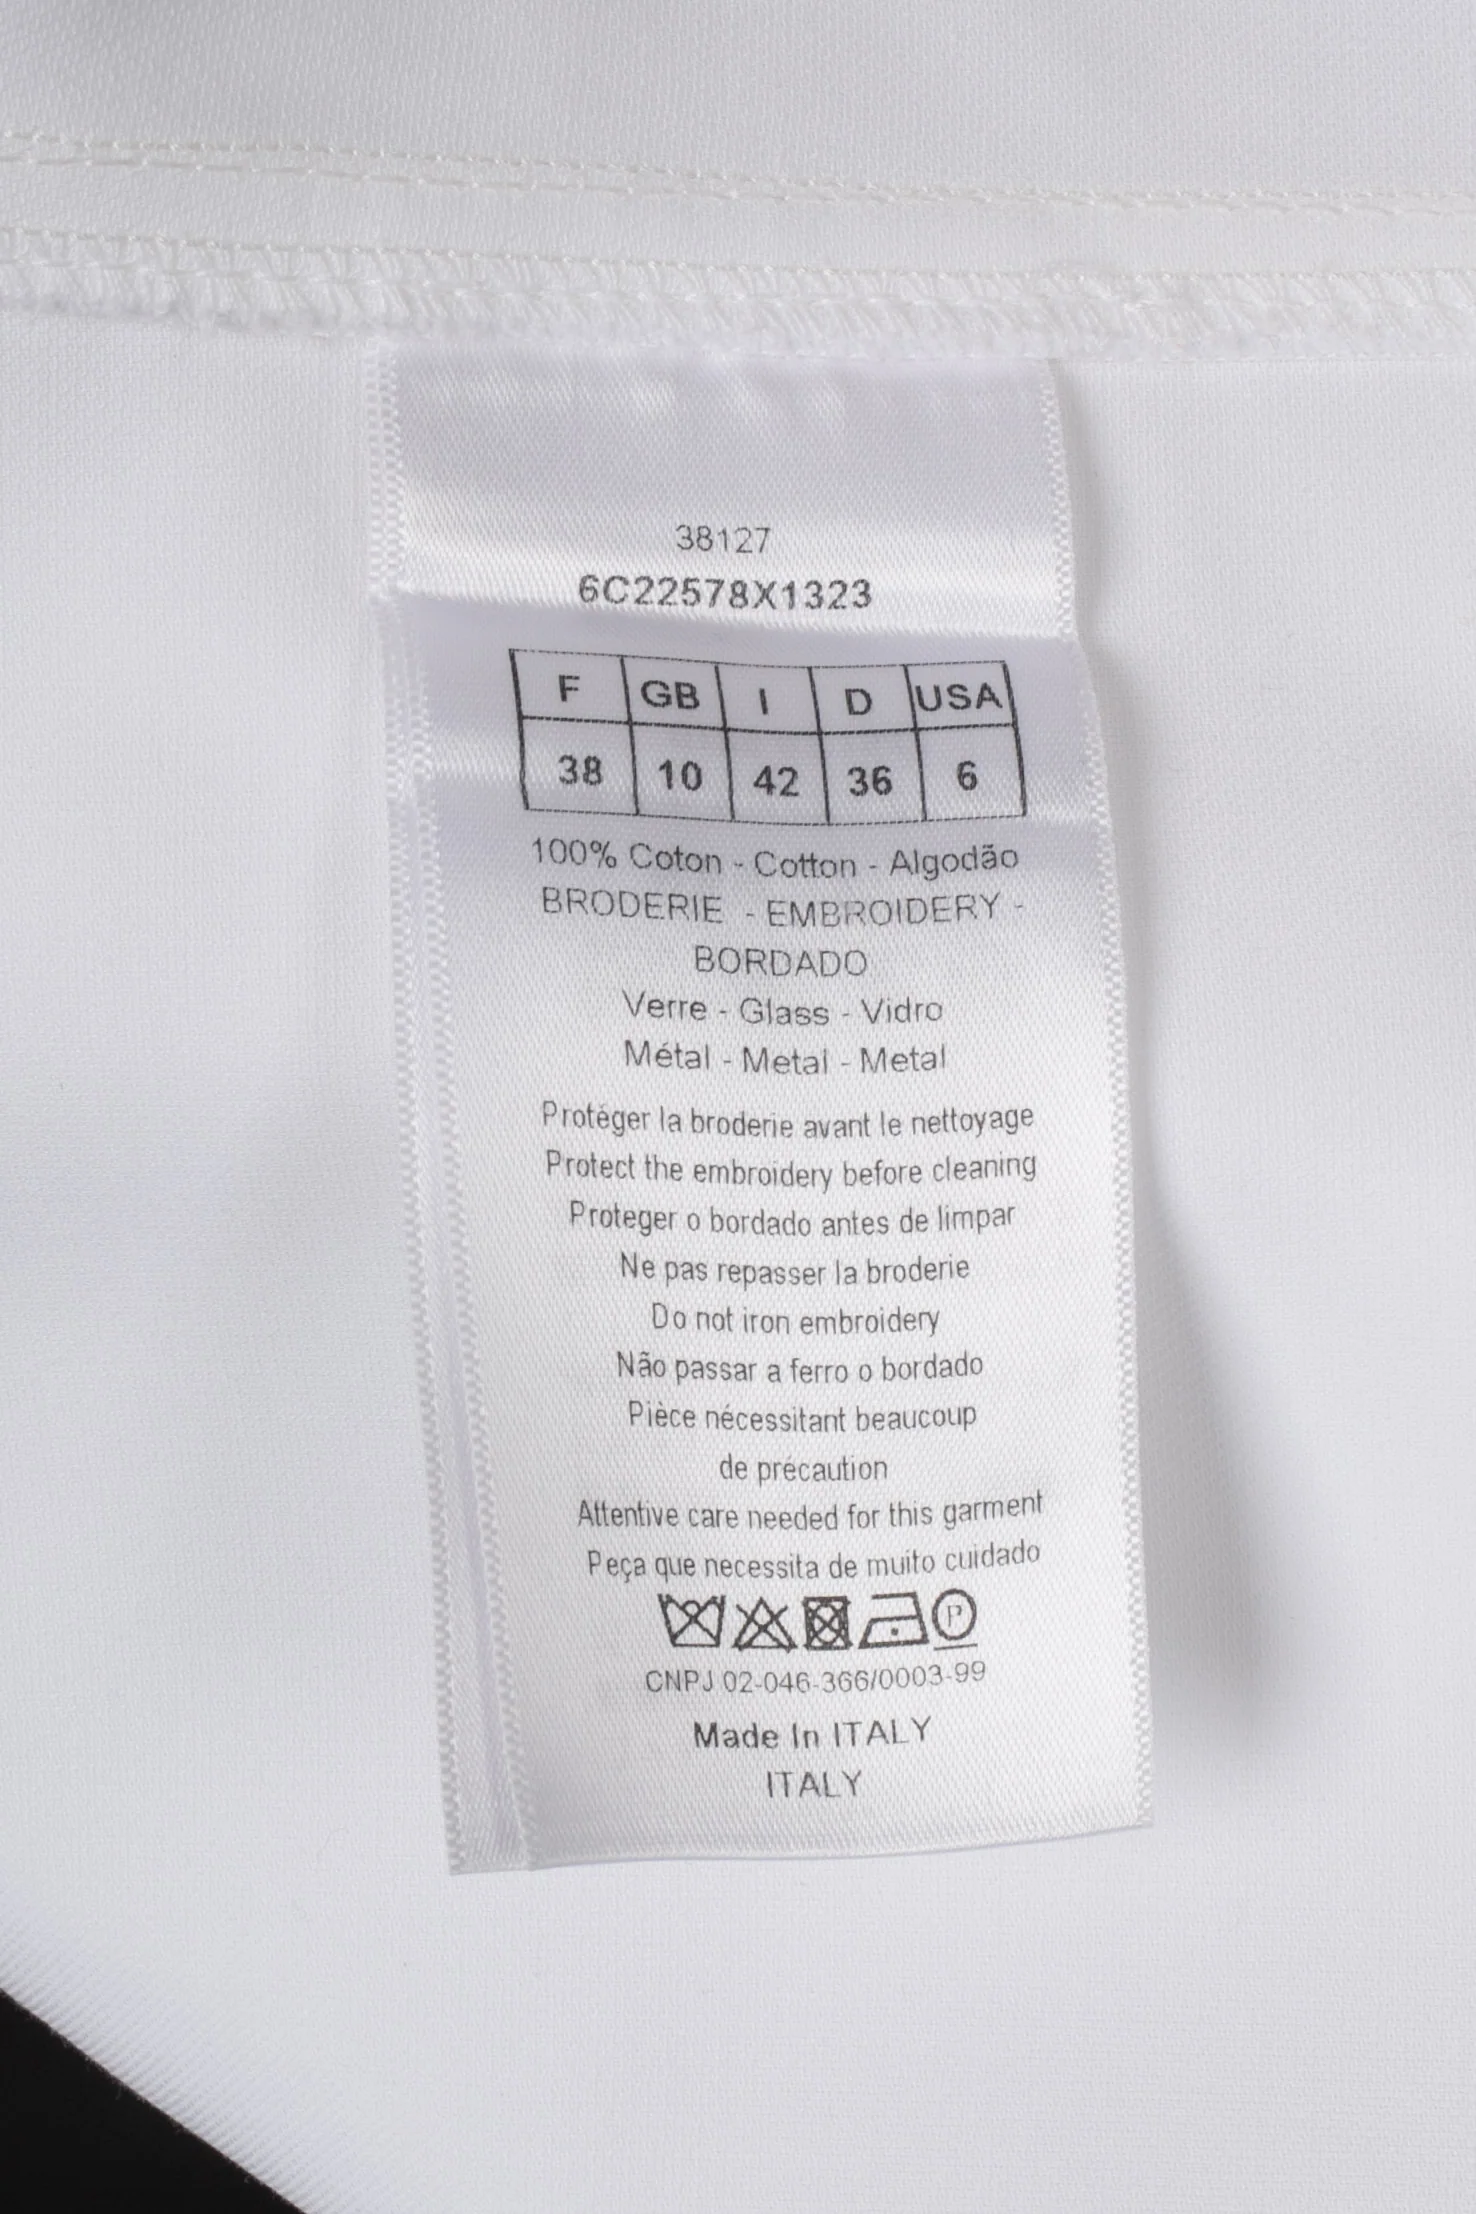 38127
6C22578X1323
F GB I D USA
38 10 42 36 6
100% Coton - Cotton - Algodão
BRODERIE - EMBROIDERY -
BORDADO
Verre - Glass - Vidro
Métal - Metal - Metal
Protéger la broderie avant le nettoyage
Protect the embroidery before cleaning
Proteger o bordado antes de limpar
Ne pas repasser la broderie
Do not iron embroidery
Não passar a ferro o bordado
Pièce nécessitant beaucoup
de précaution
Attentive care needed for this garment
Peça que necessita de muito cuidado
P
CNPJ 02-046-366/0003-99
Made In ITALY
ITALY